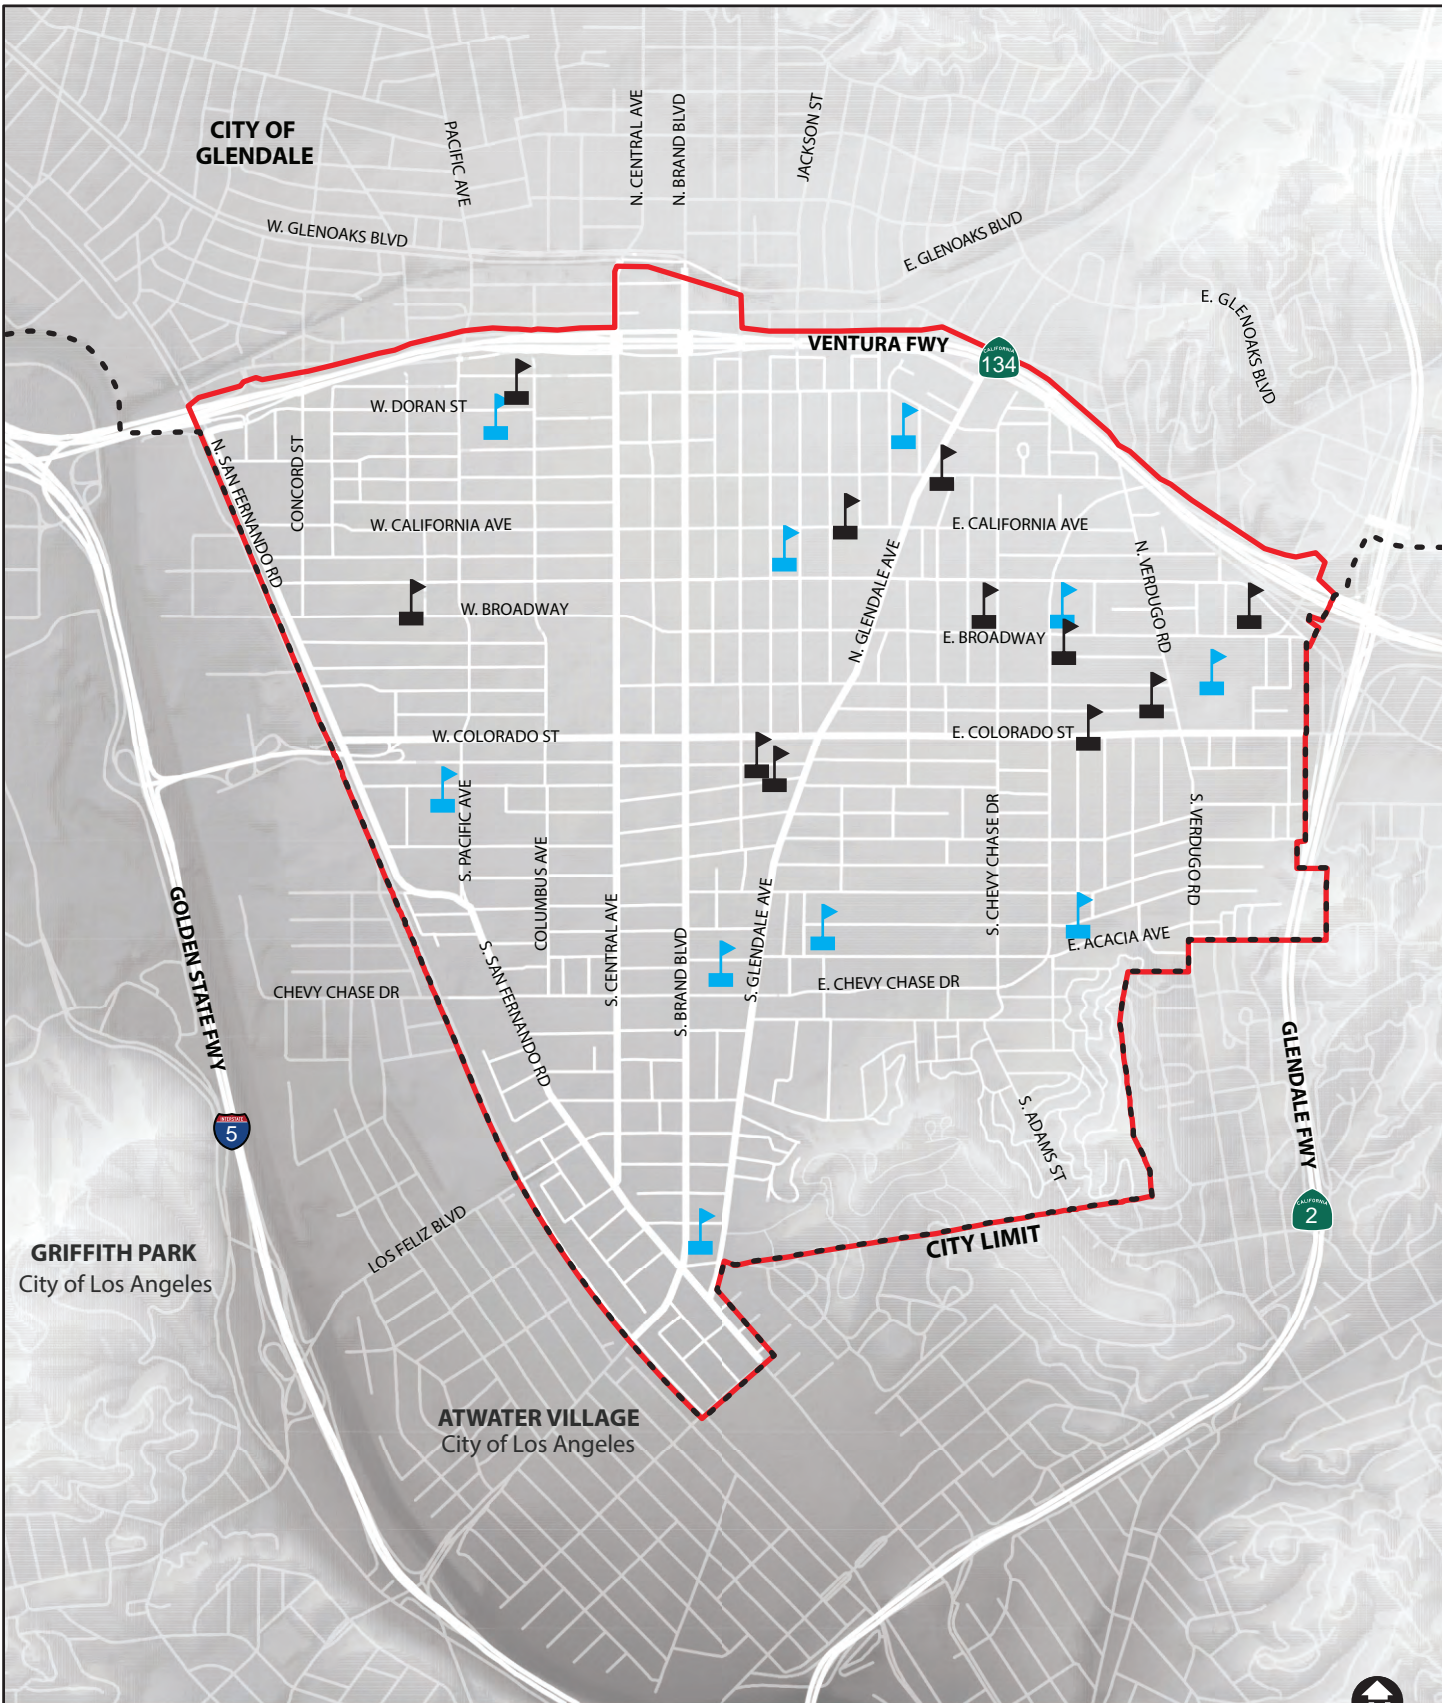 CITY OF
GLENDALE
PACIFIC AVE
N. CENTRAL AVE
N. BRAND BLVD
JACKSON ST
W. GLENOAKS BLVD
E. GLENOAKS BLVD
E. GLENOAKS BLVD
VENTURA FWY
CALIFORNIA
134
W. DORAN ST
N. SAN FERNANDO RD
CONCORD ST
W. CALIFORNIA AVE
E. CALIFORNIA AVE
N. GLENDALE AVE
N. VERDUGO RD
W. BROADWAY
E. BROADWAY
W. COLORADO ST
E. COLORADO ST
S. PACIFIC AVE
COLUMBUS AVE
S. CENTRAL AVE
S. BRAND BLVD
S. GLENDALE AVE
S. CHEVY CHASE DR
S. VERDUGO RD
E. ACACIA AVE
GOLDEN STATE FWY
CHEVY CHASE DR
S. SAN FERNANDO RD
E. CHEVY CHASE DR
GLENDALE FWY
INTERSTATE
5
S. ADAMS ST
CALIFORNIA
2
LOS FELIZ BLVD
CITY LIMIT
GRIFFITH PARK
City of Los Angeles
ATWATER VILLAGE
City of Los Angeles